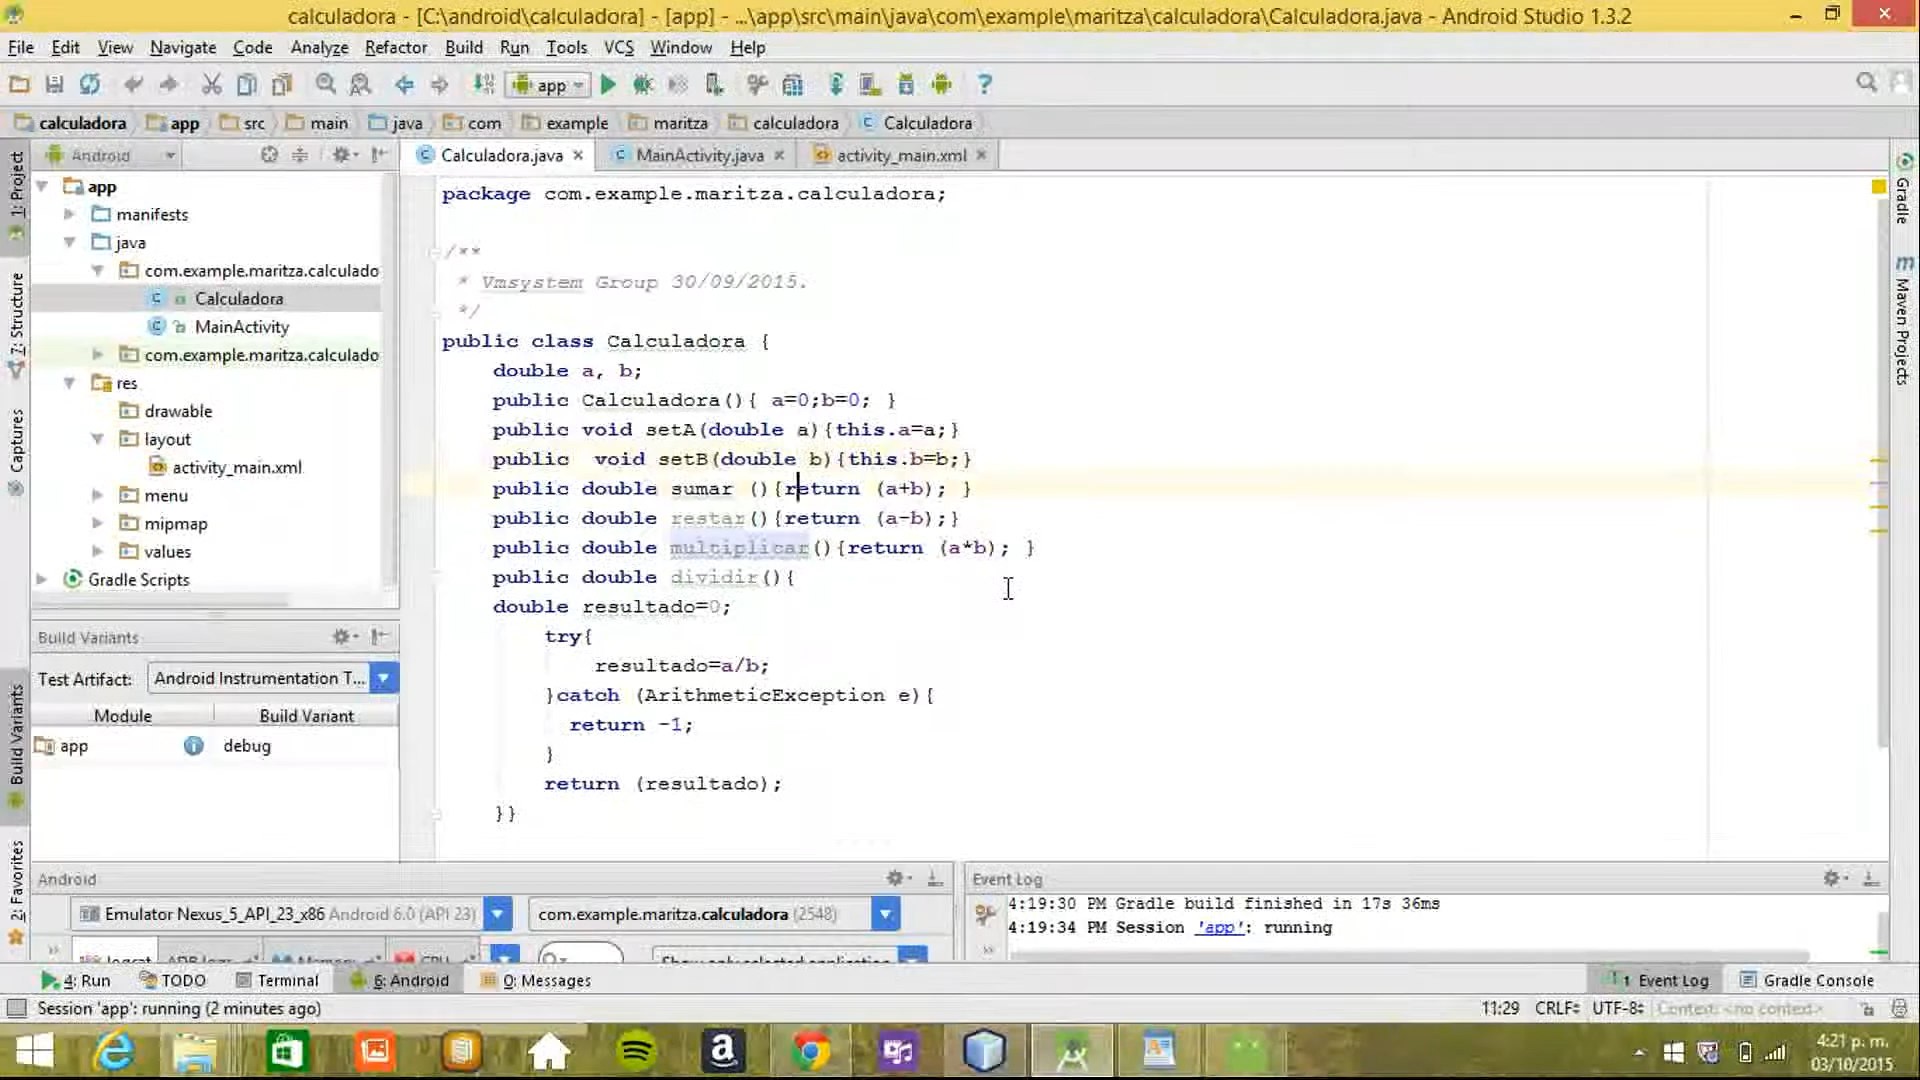 calculadora - [C:\android\calculadora] - [app] - ...\app\src\main\java\com\example\maritza\calculadora\Calculadora.java - Android Studio 1.3.2
File Edit View Navigate Code Analyze Refactor Build Run Tools VCS Window Help
app
calculadora app src main java com example maritza calculadora Calculadora
Android
Calculadora.java MainActivity.java activity_main.xml
1: Project
7: Structure
Captures
Build Variants
2: Favorites
app
manifests
java
com.example.maritza.calculado
Calculadora
MainActivity
com.example.maritza.calculado
res
drawable
layout
activity_main.xml
menu
mipmap
values
Gradle Scripts
Build Variants
Test Artifact: Android Instrumentation T...
Module Build Variant
app debug
package com.example.maritza.calculadora;
/**
* Vmsystem Group 30/09/2015.
*/
public class Calculadora {
double a, b;
public Calculadora(){ a=0;b=0; }
public void setA(double a){this.a=a;}
public  void setB(double b){this.b=b;}
public double sumar (){return (a+b); }
public double restar(){return (a-b);}
public double multiplicar(){return (a*b); }
public double dividir(){
double resultado=0;
try{
resultado=a/b;
}catch (ArithmeticException e){
return -1;
}
return (resultado);
}}
Gradle
Maven Projects
Android
Emulator Nexus_5_API_23_x86 Android 6.0 (API 23) com.example.maritza.calculadora (2548)
Event Log
4:19:30 PM Gradle build finished in 17s 36ms
4:19:34 PM Session 'app': running
4: Run TODO Terminal 6: Android 0: Messages 1 Event Log Gradle Console
Session 'app': running (2 minutes ago) 11:29 CRLF UTF-8 Context: <no context>
4:21 p. m.
03/10/2015